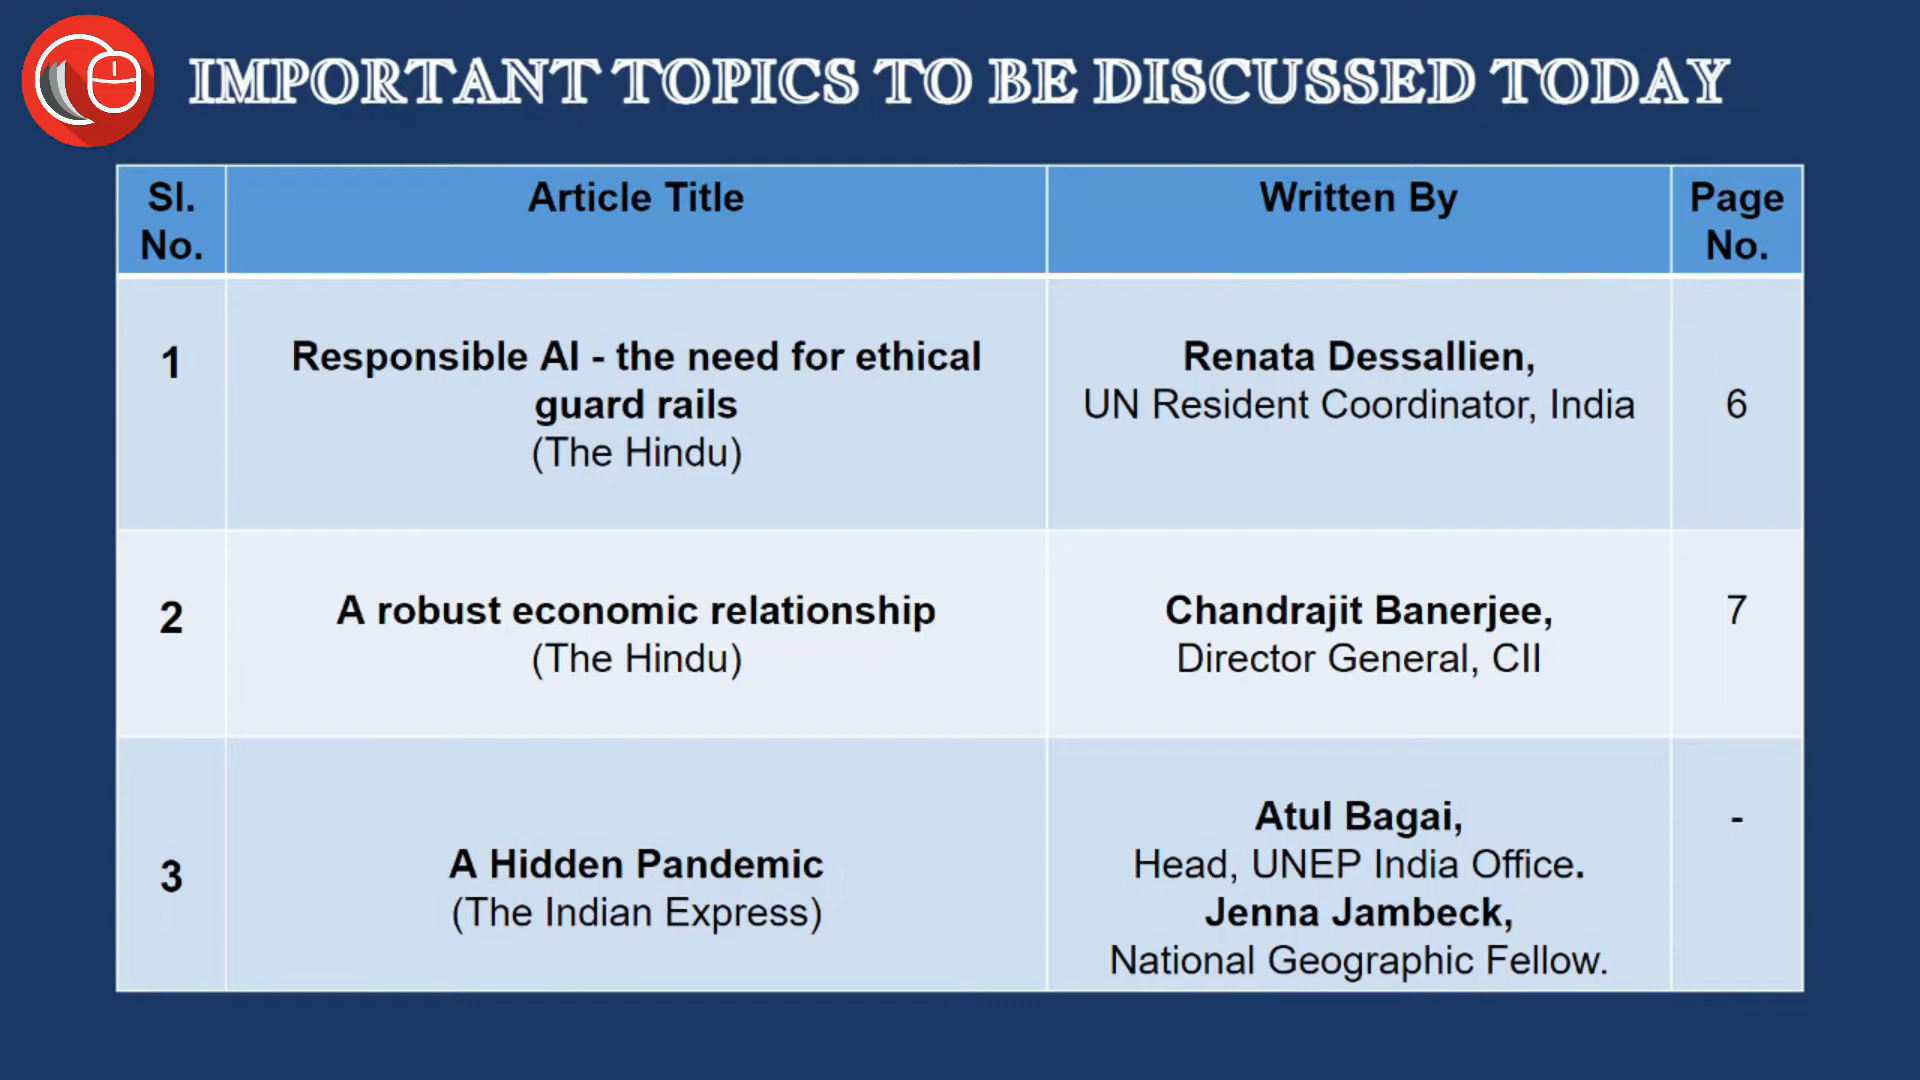 IMPORTANT TOPICS TO BE DISCUSSED TODAY
Sl.
No.
Article Title
Written By
Page
No.
1
Responsible AI - the need for ethical
guard rails
(The Hindu)
Renata Dessallien,
UN Resident Coordinator, India
6
2
A robust economic relationship
(The Hindu)
Chandrajit Banerjee,
Director General, CII
7
3
A Hidden Pandemic
(The Indian Express)
Atul Bagai,
Head, UNEP India Office.
Jenna Jambeck,
National Geographic Fellow.
-